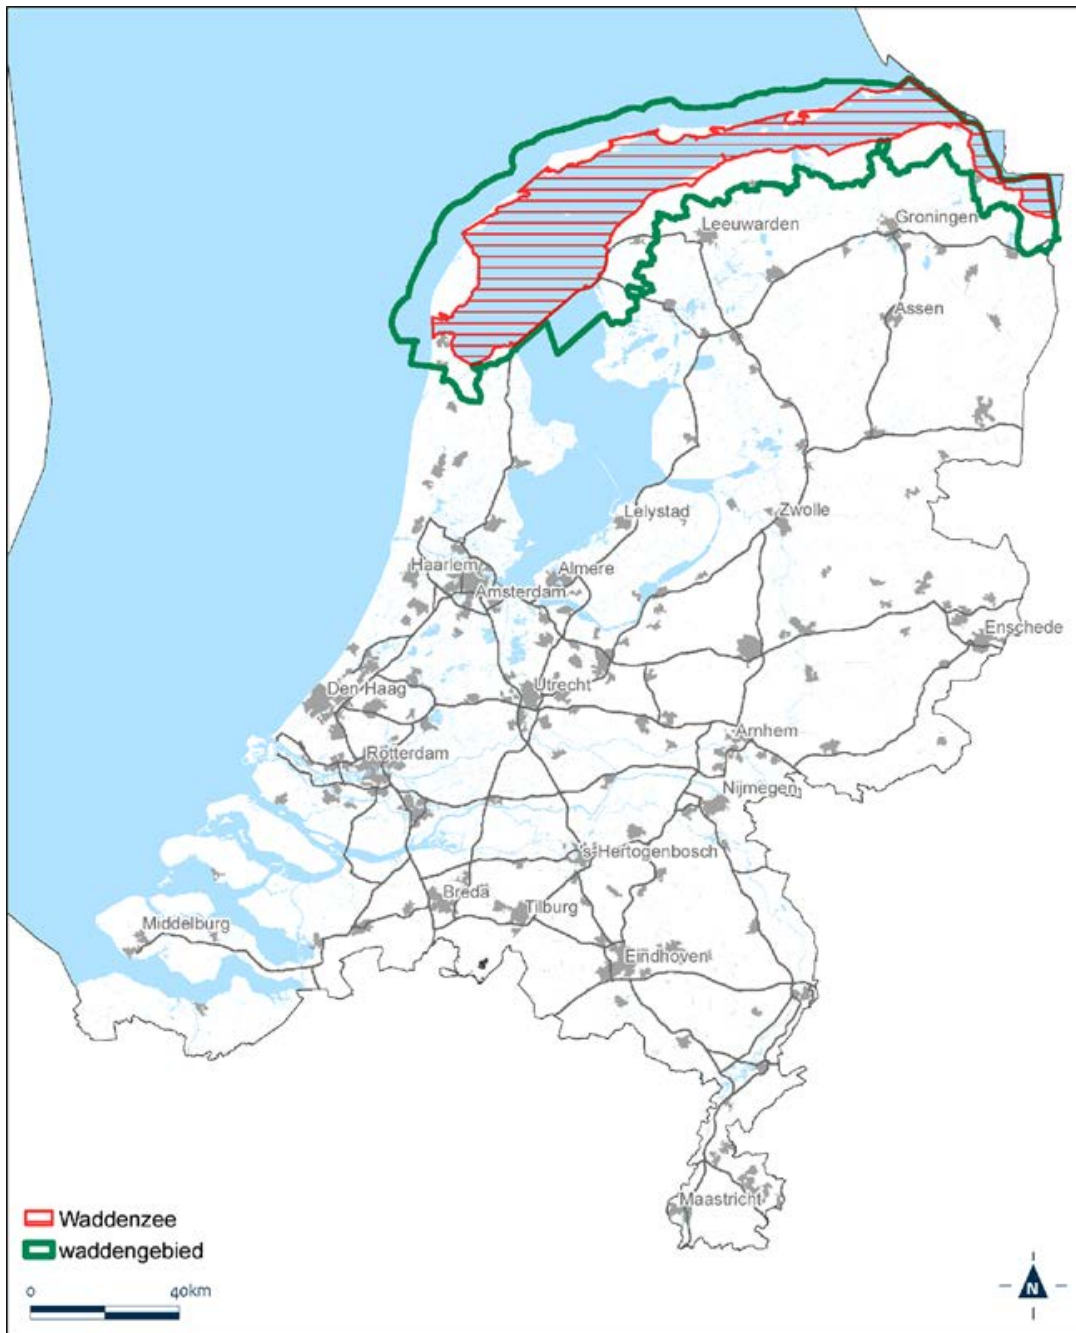 Leeuwarden
Groningen
Assen
Lelystad
Zwolle
Haarlem
Almere
Amsterdam
Enschede
Den Haag
Utrecht
Arnhem
Rotterdam
Nijmegen
's-Hertogenbosch
Breda
Tilburg
Middelburg
Eindhoven
Maastricht
Waddenzee
waddengebied
0 40km
N